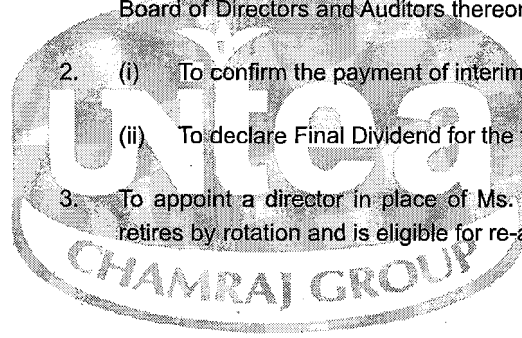 Board of Directors and Auditors thereon
2. (i) To confirm the payment of interim
(ii) To declare Final Dividend for the
3. To appoint a director in place of Ms.
retires by rotation and is eligible for re-a
Unitea
CHAMRAJ GROUP